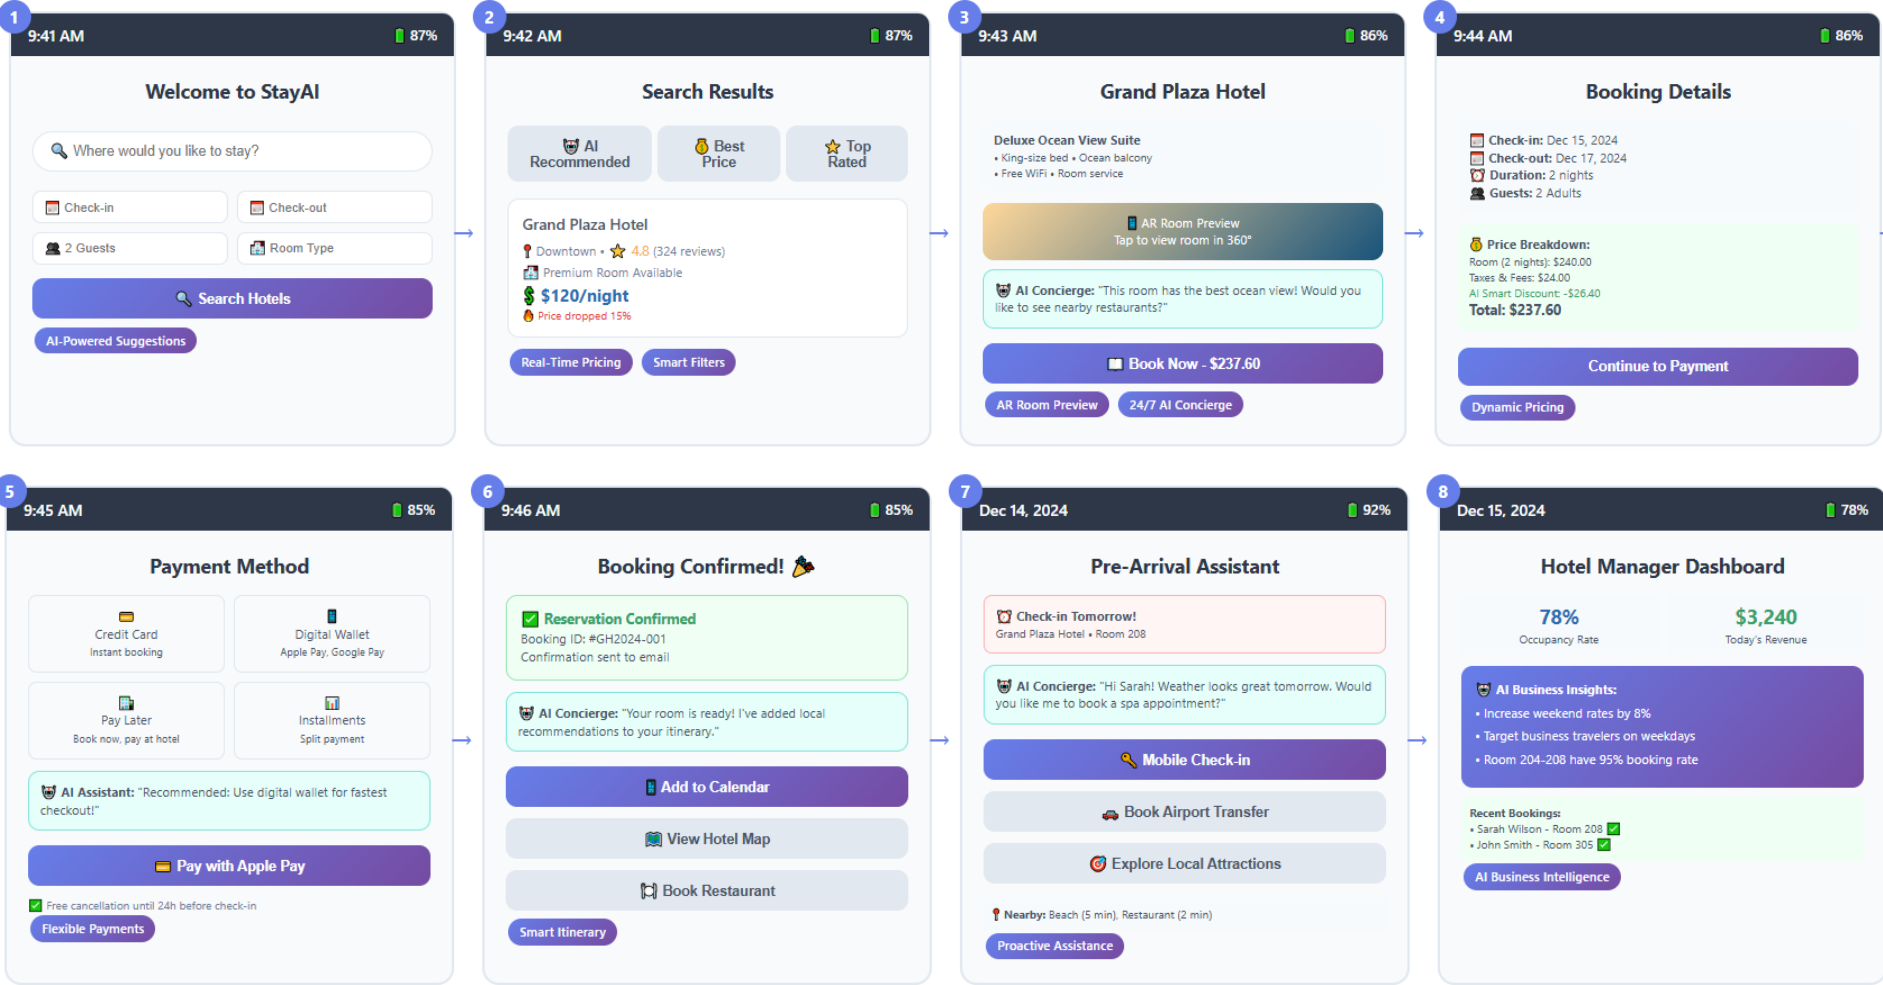 1
9:41 AM
87%
Welcome to StayAI
Where would you like to stay?
Check-in
Check-out
2 Guests
Room Type
Search Hotels
AI-Powered Suggestions
2
9:42 AM
87%
Search Results
AI
Recommended
Best
Price
Top
Rated
Grand Plaza Hotel
Downtown • 4.8 (324 reviews)
Premium Room Available
$120/night
Price dropped 15%
Real-Time Pricing
Smart Filters
3
9:43 AM
86%
Grand Plaza Hotel
Deluxe Ocean View Suite
• King-size bed • Ocean balcony
• Free WiFi • Room service
AR Room Preview
Tap to view room in 360°
AI Concierge: "This room has the best ocean view! Would you
like to see nearby restaurants?"
Book Now - $237.60
AR Room Preview
24/7 AI Concierge
4
9:44 AM
86%
Booking Details
Check-in: Dec 15, 2024
Check-out: Dec 17, 2024
Duration: 2 nights
Guests: 2 Adults
Price Breakdown:
Room (2 nights): $240.00
Taxes & Fees: $24.00
AI Smart Discount: -$26.40
Total: $237.60
Continue to Payment
Dynamic Pricing
5
9:45 AM
85%
Payment Method
Credit Card
Instant booking
Digital Wallet
Apple Pay, Google Pay
Pay Later
Book now, pay at hotel
Installments
Split payment
AI Assistant: "Recommended: Use digital wallet for fastest
checkout!"
Pay with Apple Pay
Free cancellation until 24h before check-in
Flexible Payments
6
9:46 AM
85%
Booking Confirmed!
Reservation Confirmed
Booking ID: #GH2024-001
Confirmation sent to email
AI Concierge: "Your room is ready! I've added local
recommendations to your itinerary."
Add to Calendar
View Hotel Map
Book Restaurant
Smart Itinerary
7
Dec 14, 2024
92%
Pre-Arrival Assistant
Check-in Tomorrow!
Grand Plaza Hotel • Room 208
AI Concierge: "Hi Sarah! Weather looks great tomorrow. Would
you like me to book a spa appointment?"
Mobile Check-in
Book Airport Transfer
Explore Local Attractions
Nearby: Beach (5 min), Restaurant (2 min)
Proactive Assistance
8
Dec 15, 2024
78%
Hotel Manager Dashboard
78%
Occupancy Rate
$3,240
Today's Revenue
AI Business Insights:
• Increase weekend rates by 8%
• Target business travelers on weekdays
• Room 204-208 have 95% booking rate
Recent Bookings:
• Sarah Wilson - Room 208
• John Smith - Room 305
AI Business Intelligence